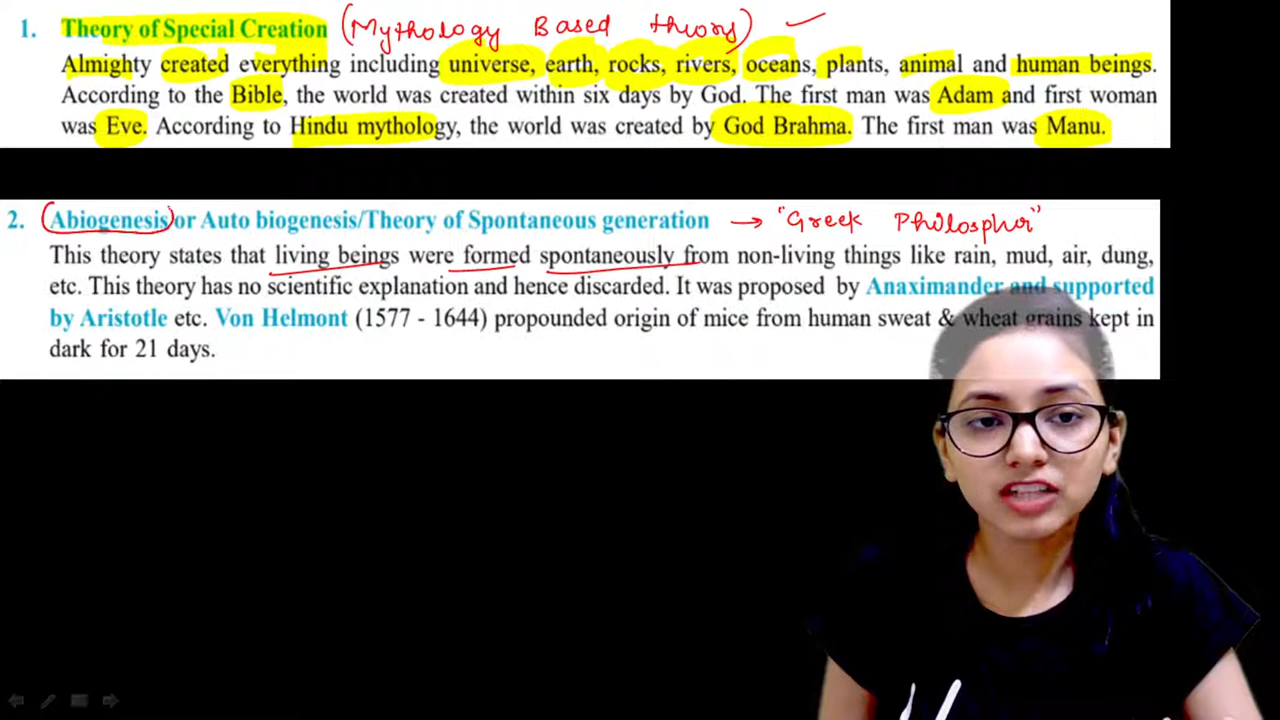 1. Theory of Special Creation (Mythology Based theory)
Almighty created everything including universe, earth, rocks, rivers, oceans, plants, animal and human beings.
According to the Bible, the world was created within six days by God. The first man was Adam and first woman
was Eve. According to Hindu mythology, the world was created by God Brahma. The first man was Manu.
2. (Abiogenesis) or Auto biogenesis/Theory of Spontaneous generation → "Greek Philosphor"
This theory states that living beings were formed spontaneously from non-living things like rain, mud, air, dung,
etc. This theory has no scientific explanation and hence discarded. It was proposed by Anaximander and supported
by Aristotle etc. Von Helmont (1577 - 1644) propounded origin of mice from human sweat & wheat grains kept in
dark for 21 days.